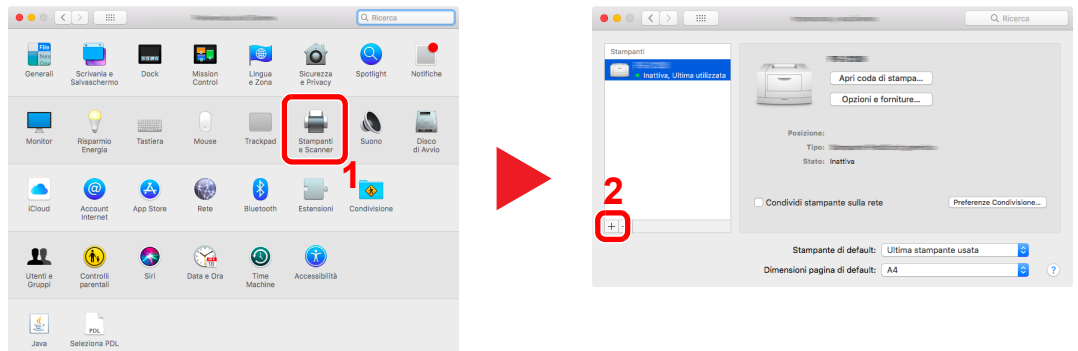 Ricerca
Generali
Scrivania e
Salvaschermo
Dock
Mission
Control
Lingua
e Zona
Sicurezza
e Privacy
Spotlight
Notifiche
Monitor
Risparmio
Energia
Tastiera
Mouse
Trackpad
Stampanti
e Scanner
Suono
Disco
di Avvio
1
iCloud
Account
Internet
App Store
Rete
Bluetooth
Estensioni
Condivisione
Utenti e
Gruppi
Controlli
parentali
Siri
Data e Ora
Time
Machine
Accessibilità
Java
PDL
Seleziona PDL
Ricerca
Stampanti
Inattiva, Ultima utilizzata
Apri coda di stampa...
Opzioni e forniture...
Posizione:
Tipo:
Stato: Inattiva
2
Condividi stampante sulla rete
Preferenze Condivisione...
+ -
Stampante di default: Ultima stampante usata
Dimensioni pagina di default: A4
?